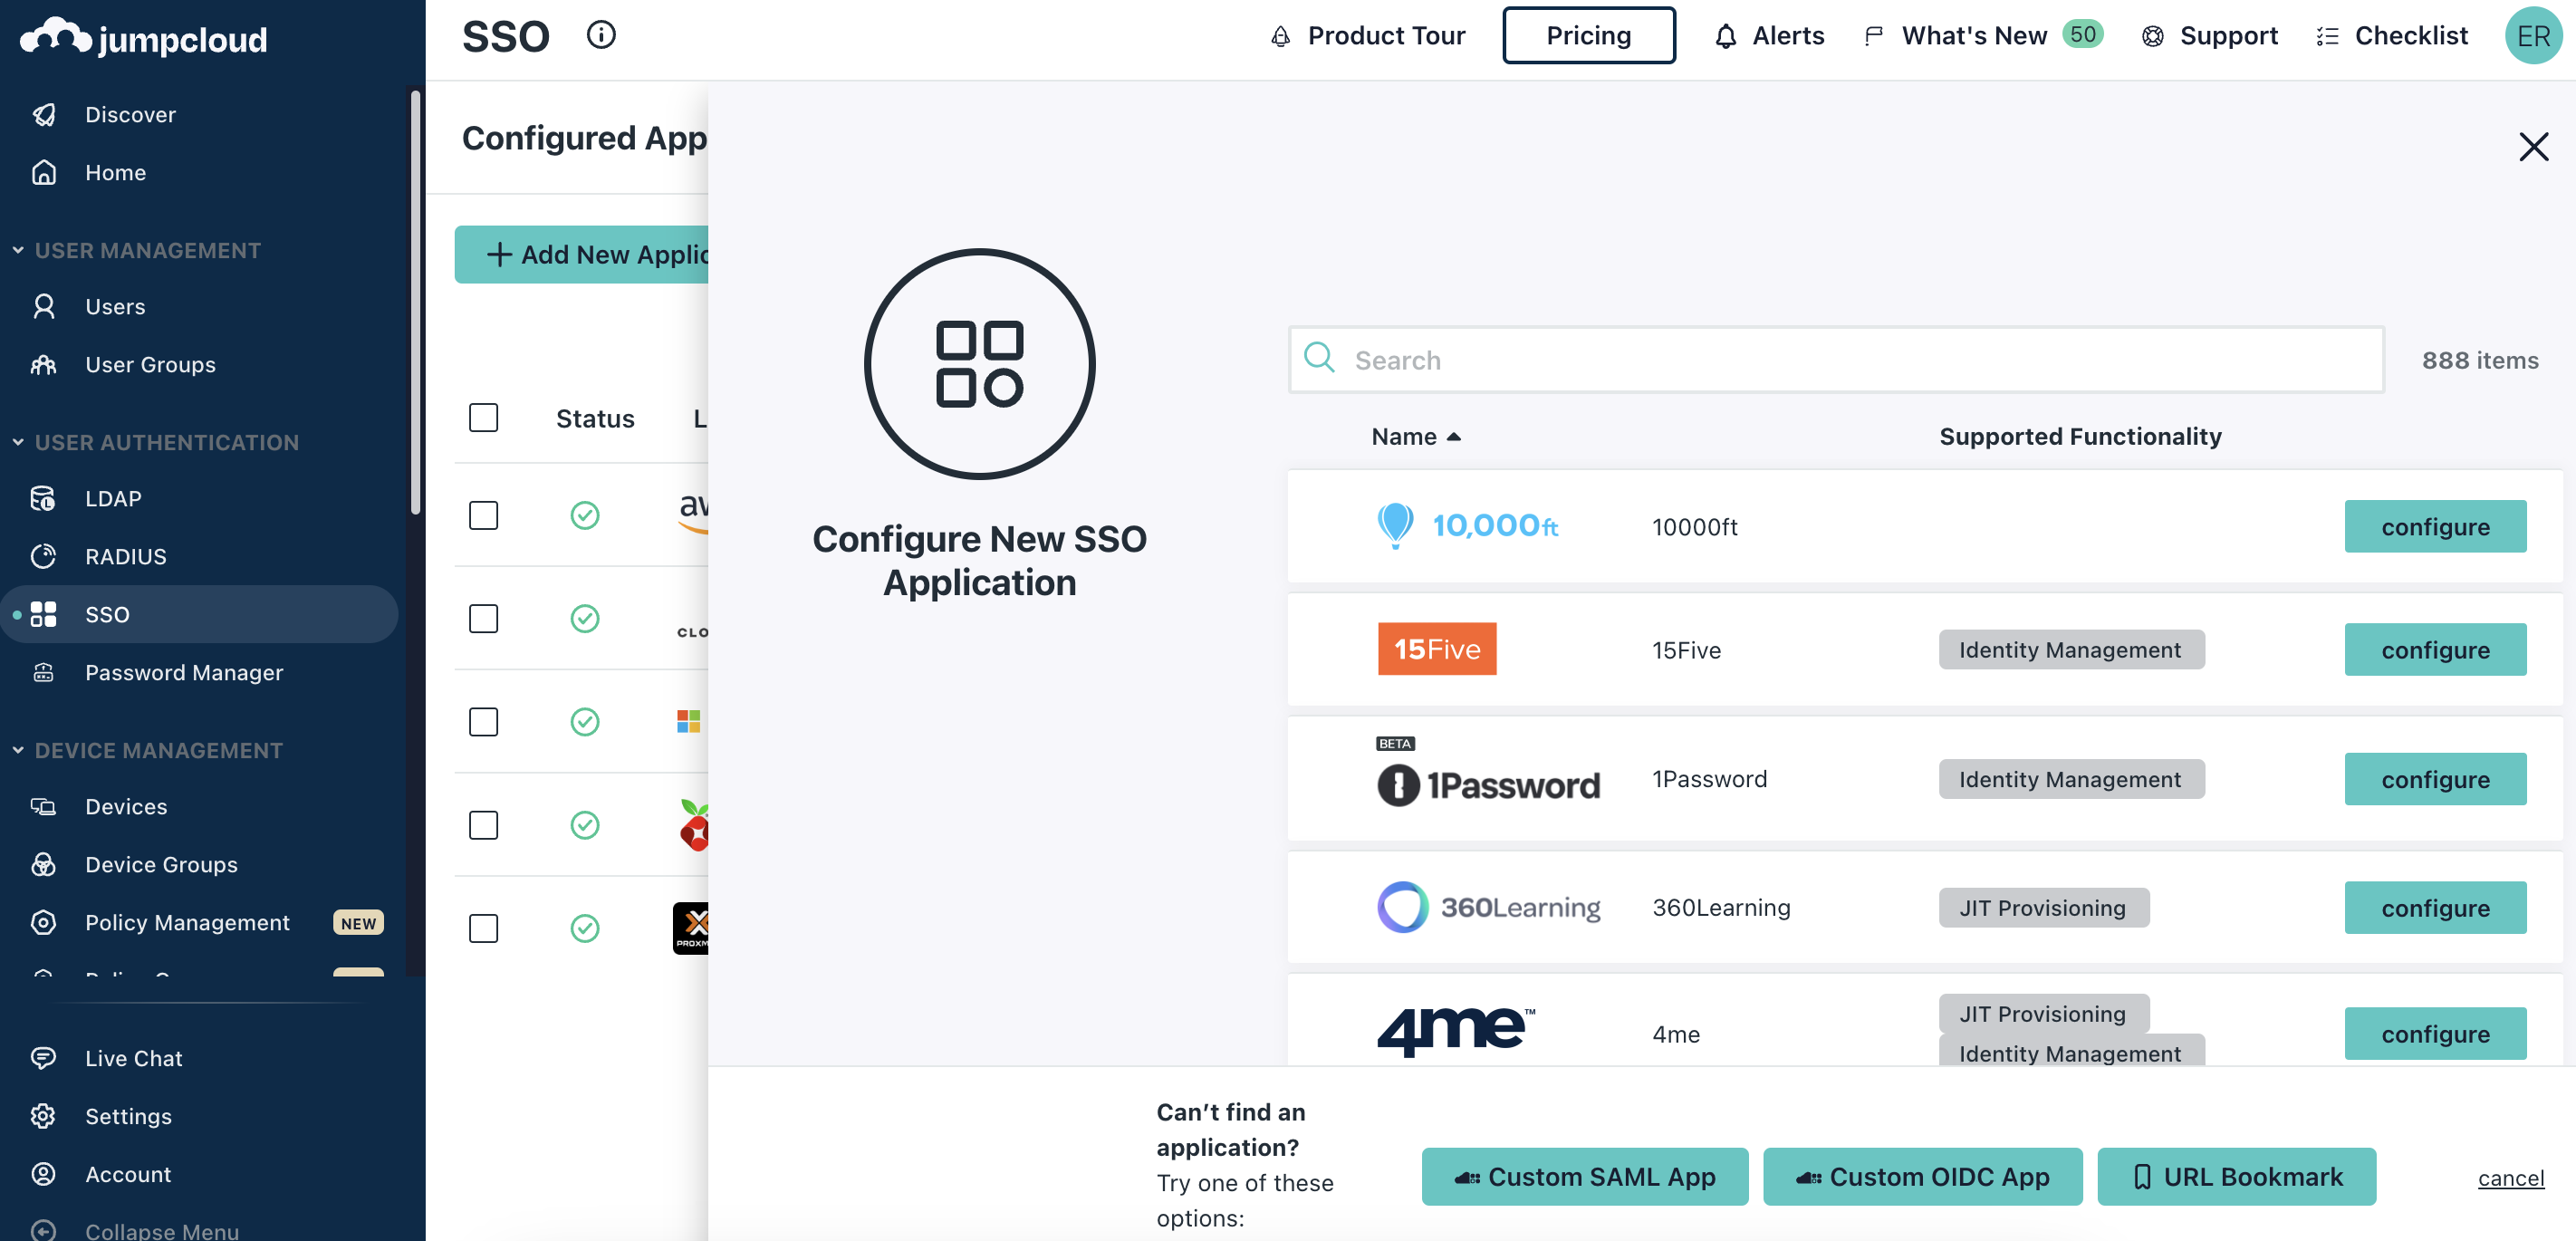 jumpcloud
SSO
Product Tour
Pricing
Alerts
What's New 50
Support
Checklist
ER
Discover
Home
USER MANAGEMENT
Users
User Groups
USER AUTHENTICATION
LDAP
RADIUS
SSO
Password Manager
DEVICE MANAGEMENT
Devices
Device Groups
Policy Management NEW
Live Chat
Settings
Account
Collapse Menu
Configured App
+ Add New Applic
Status L
aw
CLO
PROXM
Configure New SSO
Application
Search
888 items
Name Supported Functionality
10,000ft 10000ft configure
15Five 15Five Identity Management configure
BETA
1Password 1Password Identity Management configure
360Learning 360Learning JIT Provisioning configure
JIT Provisioning
4me™ 4me configure
Identity Management
Can't find an
application?
Try one of these
options:
Custom SAML App
Custom OIDC App
URL Bookmark
cancel